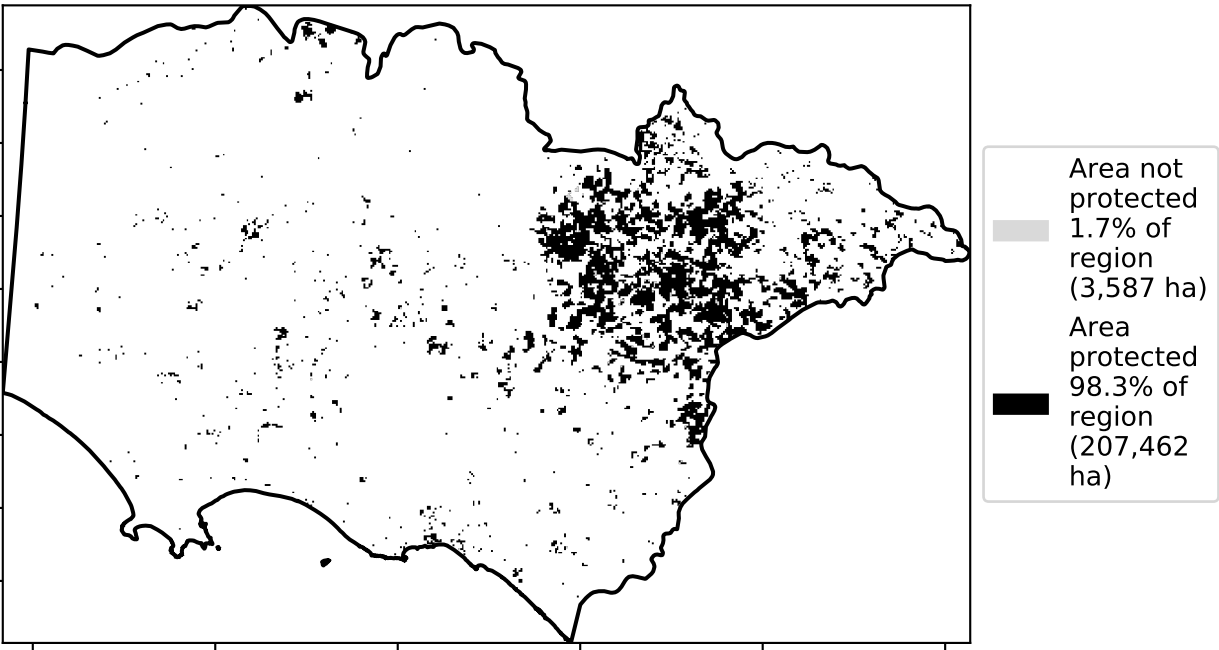 Area not
protected
1.7% of
region
(3,587 ha)
Area
protected
98.3% of
region
(207,462
ha)